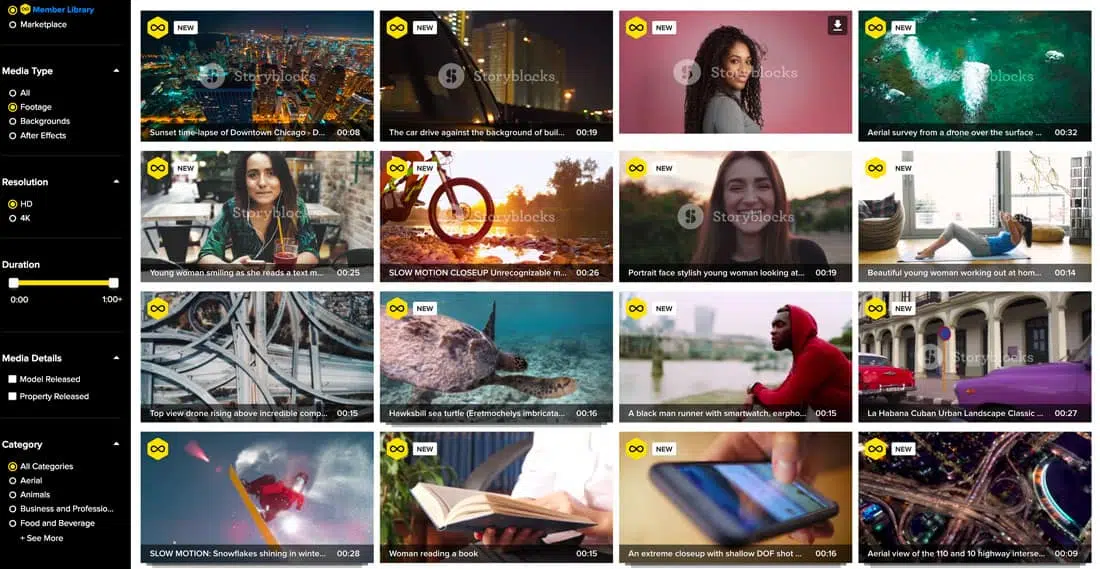 Member Library
Marketplace
Media Type
All
Footage
Backgrounds
After Effects
Resolution
HD
4K
Duration
0:00
1:00+
Media Details
Model Released
Property Released
Category
All Categories
Aerial
Animals
Business and Professio...
Food and Beverage
+ See More
NEW
Storyblocks
Sunset time-lapse of Downtown Chicago - D...
00:08
NEW
Storyblocks
The car drive against the background of buil...
00:19
NEW
Storyblocks
NEW
Storyblocks
Aerial survey from a drone over the surface ...
00:32
NEW
Storyblocks
Young woman smiling as she reads a text m...
00:25
NEW
Storyblocks
SLOW MOTION CLOSEUP Unrecognizable m...
00:26
NEW
Storyblocks
Portrait face stylish young woman looking at...
00:19
NEW
Storyblocks
Beautiful young woman working out at hom...
00:14
Top view drone rising above incredible comp...
00:15
NEW
Hawksbill sea turtle (Eretmochelys imbricata...
00:16
NEW
A black man runner with smartwatch, earpho...
00:15
NEW
Storyblocks
La Habana Cuban Urban Landscape Classic ...
00:27
SLOW MOTION: Snowflakes shining in winte...
00:28
NEW
Woman reading a book
00:15
NEW
An extreme closeup with shallow DOF shot ...
00:16
NEW
Aerial view of the 110 and 10 highway interse...
00:09